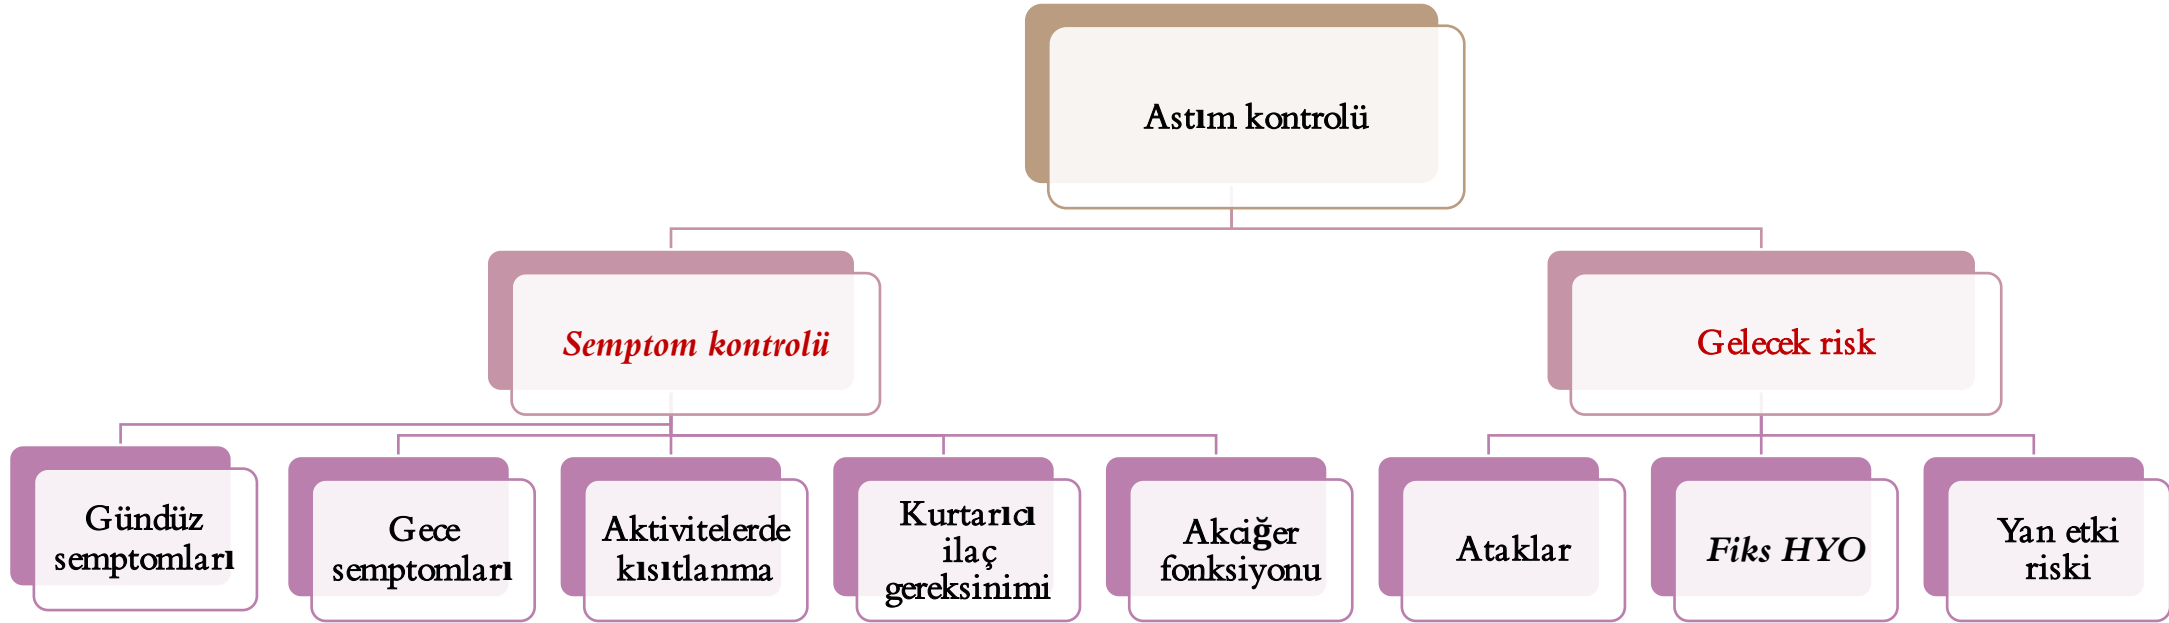 Astım kontrolü
Semptom kontrolü
Gelecek risk
Gündüz
semptomları
Gece
semptomları
Aktivitelerde
kısıtlanma
Kurtarıcı
ilaç
gereksinimi
Akciğer
fonksiyonu
Ataklar
Fiks HYO
Yan etki
riski